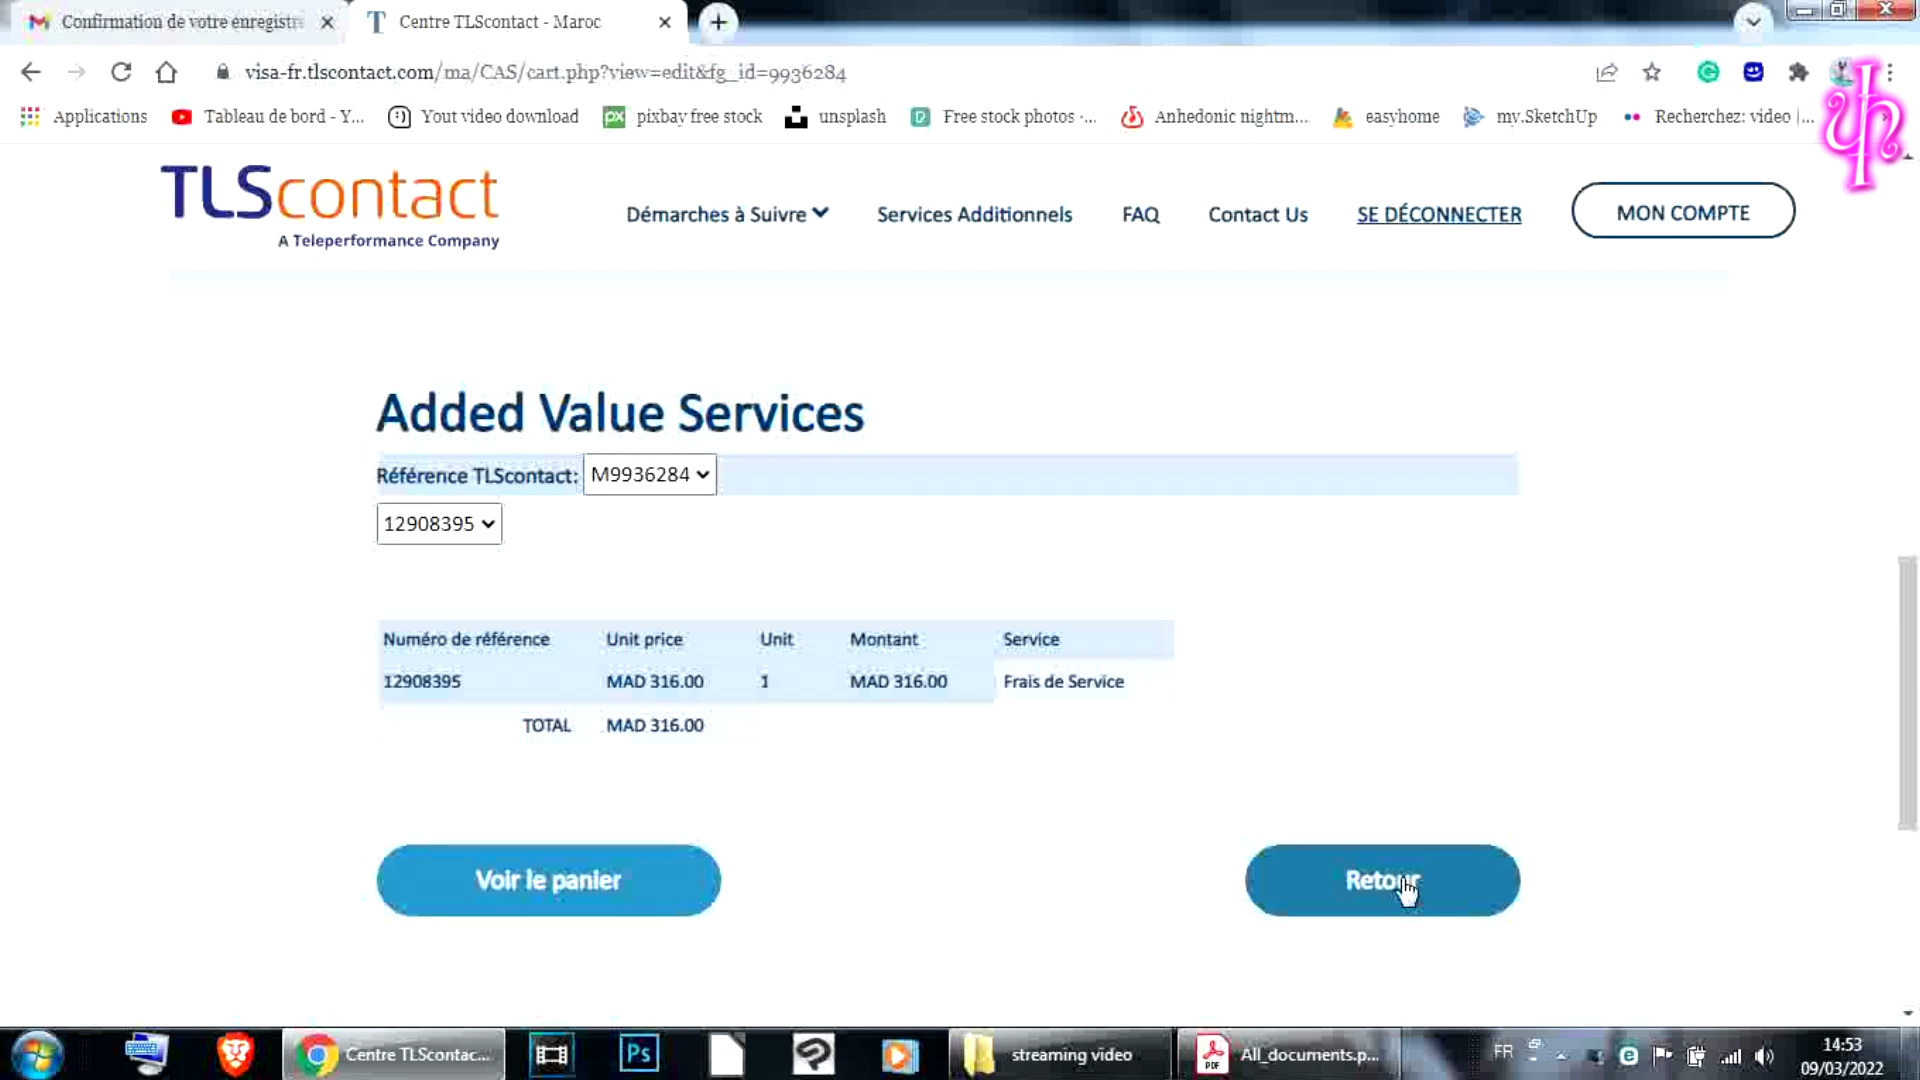 Confirmation de votre enregistr
Centre TLScontact - Maroc
visa-fr.tlscontact.com/ma/CAS/cart.php?view=edit&fg_id=9936284
Applications
Tableau de bord - Y...
Yout video download
pixbay free stock
unsplash
Free stock photos ·...
Anhedonic nightm...
easyhome
my.SketchUp
Recherchez: video |...
TLScontact
A Teleperformance Company
Démarches à Suivre
Services Additionnels
FAQ
Contact Us
SE DÉCONNECTER
MON COMPTE
Added Value Services
Référence TLScontact: M9936284
12908395
Numéro de référence Unit price Unit Montant Service
12908395 MAD 316.00 1 MAD 316.00 Frais de Service
TOTAL MAD 316.00
Voir le panier
Retour
Centre TLScontac...
Ps
streaming video
PDF
All_documents.p...
FR
14:53
09/03/2022